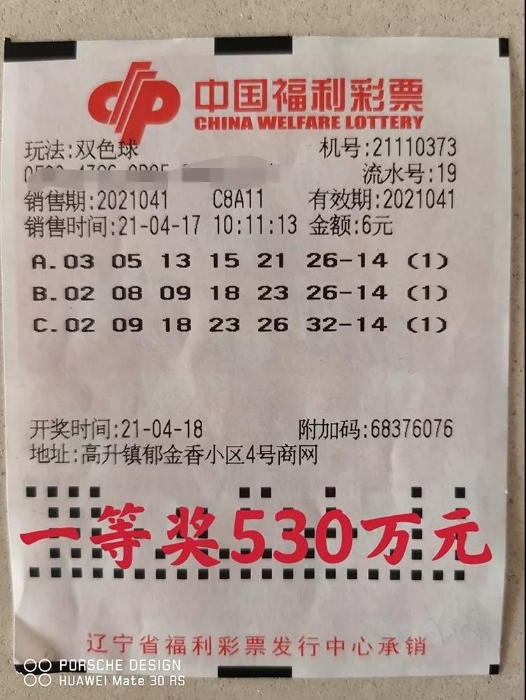 中国福利彩票
CHINA WELFARE LOTTERY
玩法:双色球 机号:21110373
流水号:19
销售期:2021041 C8A11 有效期:2021041
销售时间:21-04-17 10:11:13 金额:6元
A.03 05 13 15 21 26-14 (1)
B.02 08 09 18 23 26-14 (1)
C.02 09 18 23 26 32-14 (1)
开奖时间:21-04-18 附加码:68376076
地址:高升镇郁金香小区4号商网
一等奖530万元
辽宁省福利彩票发行中心承销
PORSCHE DESIGN
HUAWEI Mate 30 RS